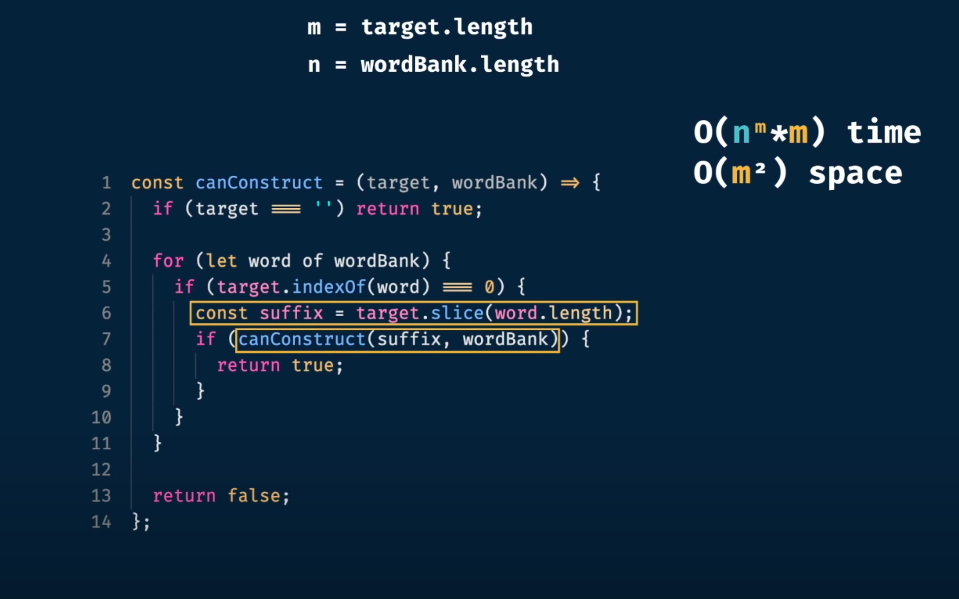 m = target.length
n = wordBank.length
O(nᵐ*m) time
O(m²) space
1 const canConstruct = (target, wordBank) => {
2 if (target === '') return true;
3
4 for (let word of wordBank) {
5 if (target.indexOf(word) === 0) {
6 const suffix = target.slice(word.length);
7 if (canConstruct(suffix, wordBank)) {
8 return true;
9 }
10 }
11 }
12
13 return false;
14 };